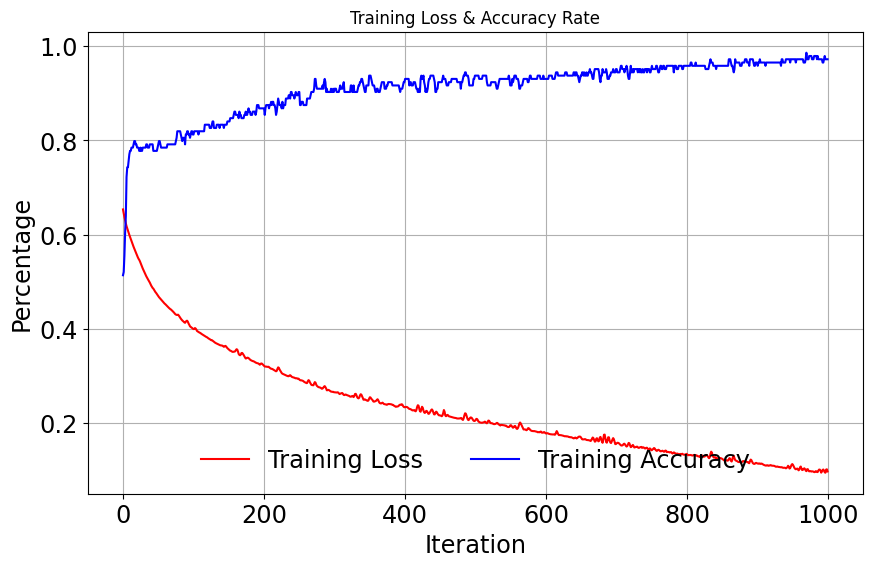 Training Loss & Accuracy Rate
1.0
0.8
0.6
0.4
0.2
Percentage
Training Loss Training Accuracy
0 200 400 600 800 1000
Iteration